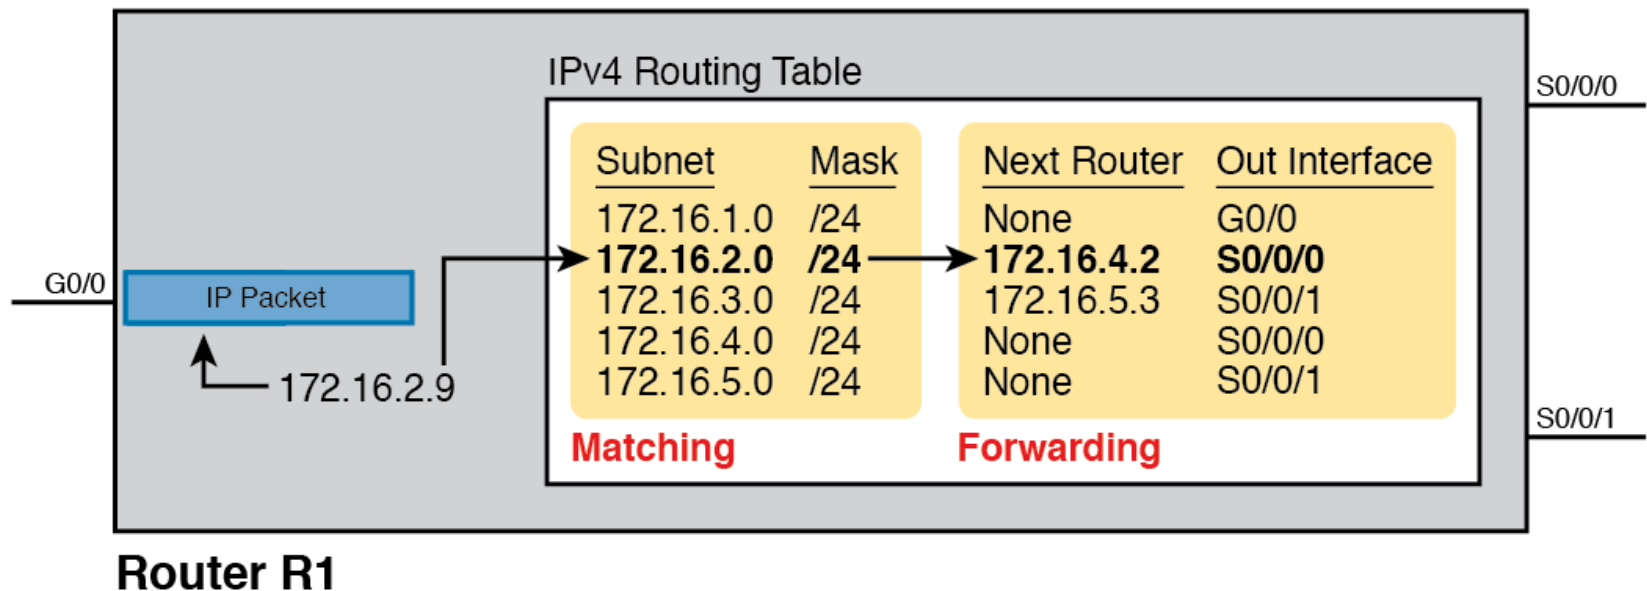 IPv4 Routing Table
S0/0/0
Subnet Mask Next Router Out Interface
172.16.1.0 /24 None G0/0
172.16.2.0 /24 172.16.4.2 S0/0/0
172.16.3.0 /24 172.16.5.3 S0/0/1
172.16.4.0 /24 None S0/0/0
172.16.5.0 /24 None S0/0/1
G0/0
IP Packet
172.16.2.9
Matching Forwarding
S0/0/1
Router R1